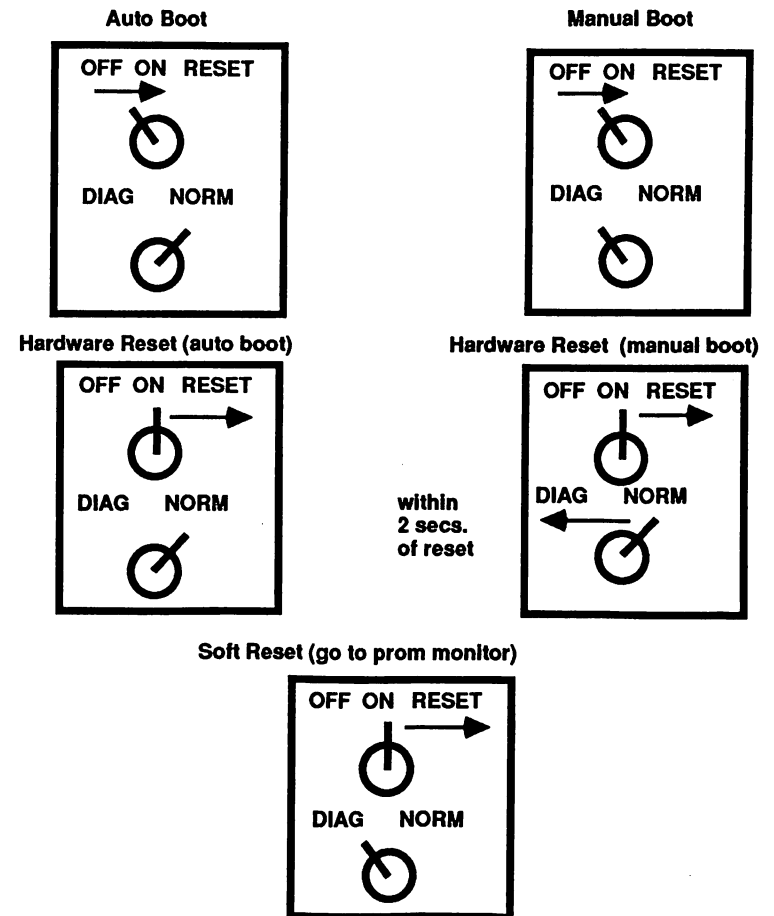 Auto Boot
OFF ON RESET
DIAG NORM
Manual Boot
OFF ON RESET
DIAG NORM
Hardware Reset (auto boot)
OFF ON RESET
DIAG NORM
Hardware Reset (manual boot)
OFF ON RESET
within
2 secs.
of reset
DIAG NORM
Soft Reset (go to prom monitor)
OFF ON RESET
DIAG NORM